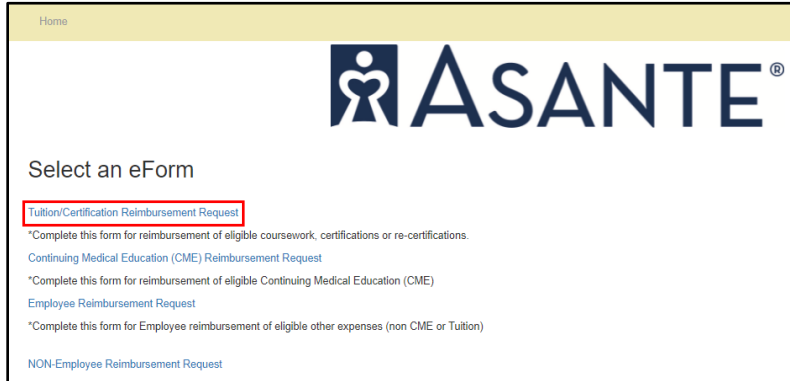 Home
ASANTE®
Select an eForm
Tuition/Certification Reimbursement Request
*Complete this form for reimbursement of eligible coursework, certifications or re-certifications.
Continuing Medical Education (CME) Reimbursement Request
*Complete this form for reimbursement of eligible Continuing Medical Education (CME)
Employee Reimbursement Request
*Complete this form for Employee reimbursement of eligible other expenses (non CME or Tuition)
NON-Employee Reimbursement Request